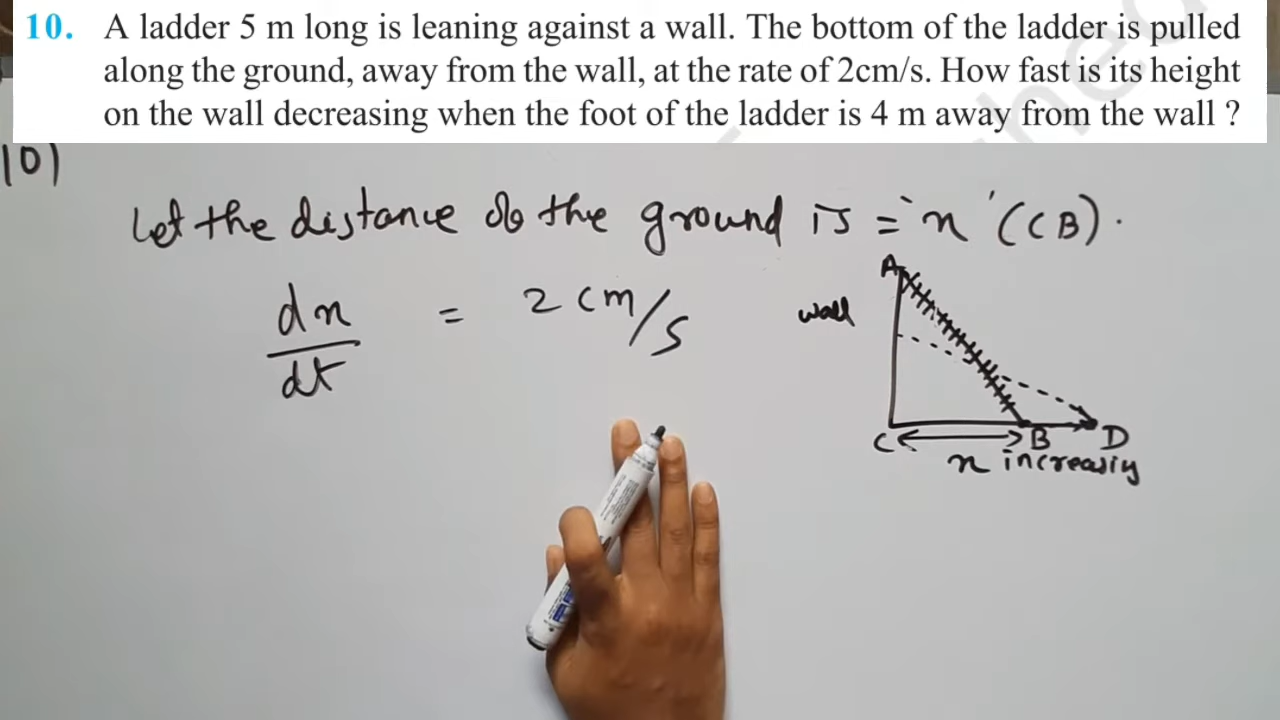 10. A ladder 5 m long is leaning against a wall. The bottom of the ladder is pulled
along the ground, away from the wall, at the rate of 2cm/s. How fast is its height
on the wall decreasing when the foot of the ladder is 4 m away from the wall ?
10)
Let the distance of the ground is = 'x' (CB).
dx/dt = 2 cm/s
A
wall
C B D
x increasing